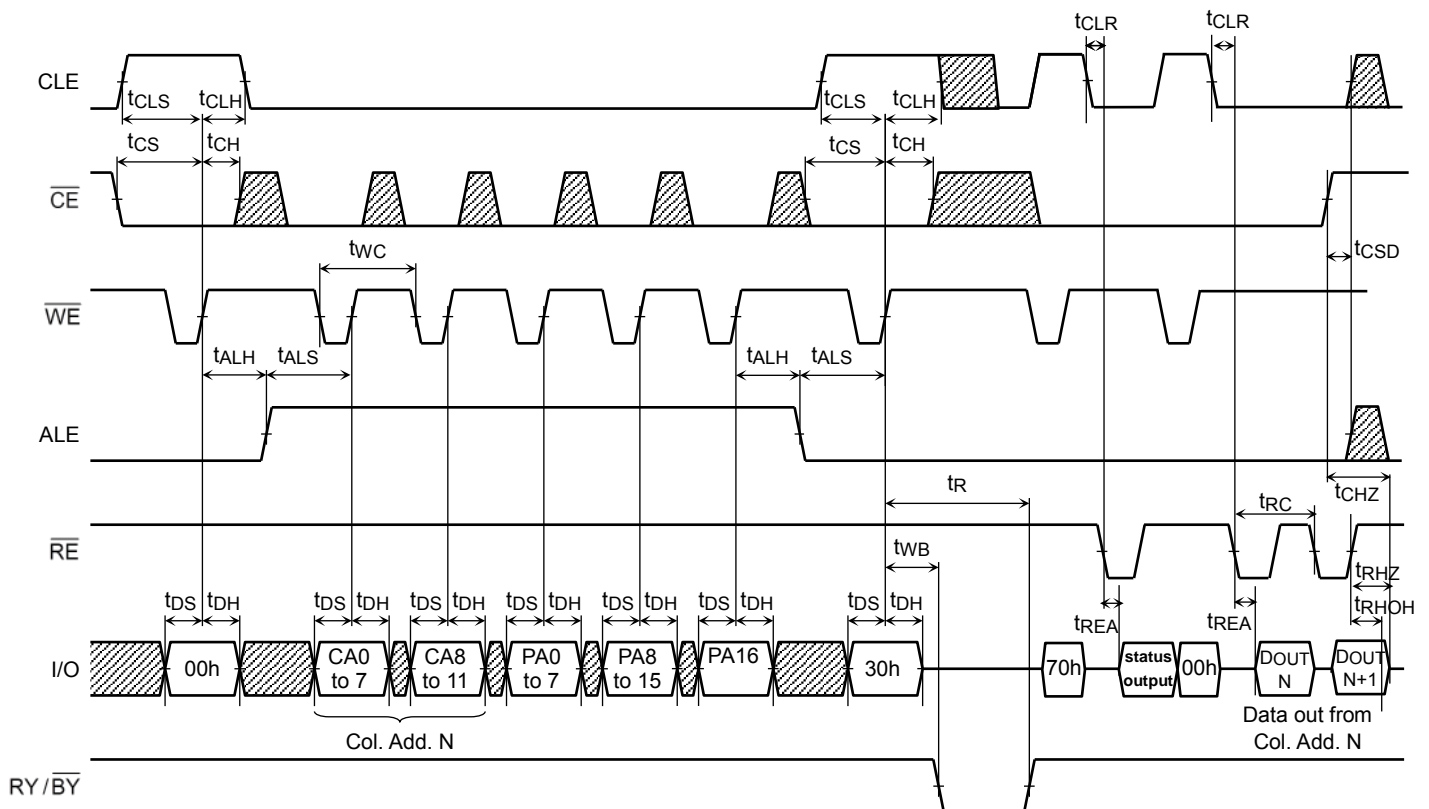 tCLR tCLR
CLE
tCLS tCLH tCLS tCLH
tCS tCH tCS tCH
CE
tWC tCSD
WE
tALH tALS tALH tALS
ALE
tR tCHZ
tRC
RE
tWB
tRHZ
tDS tDH tDS tDH tDS tDH tDS tDH tDS tDH tDS tDH tDS tDH tRHOH
tREA tREA
I/O 00h CA0 to 7 CA8 to 11 PA0 to 7 PA8 to 15 PA16 30h 70h status output 00h DOUT N DOUT N+1
Data out from
Col. Add. N Col. Add. N
RY/BY